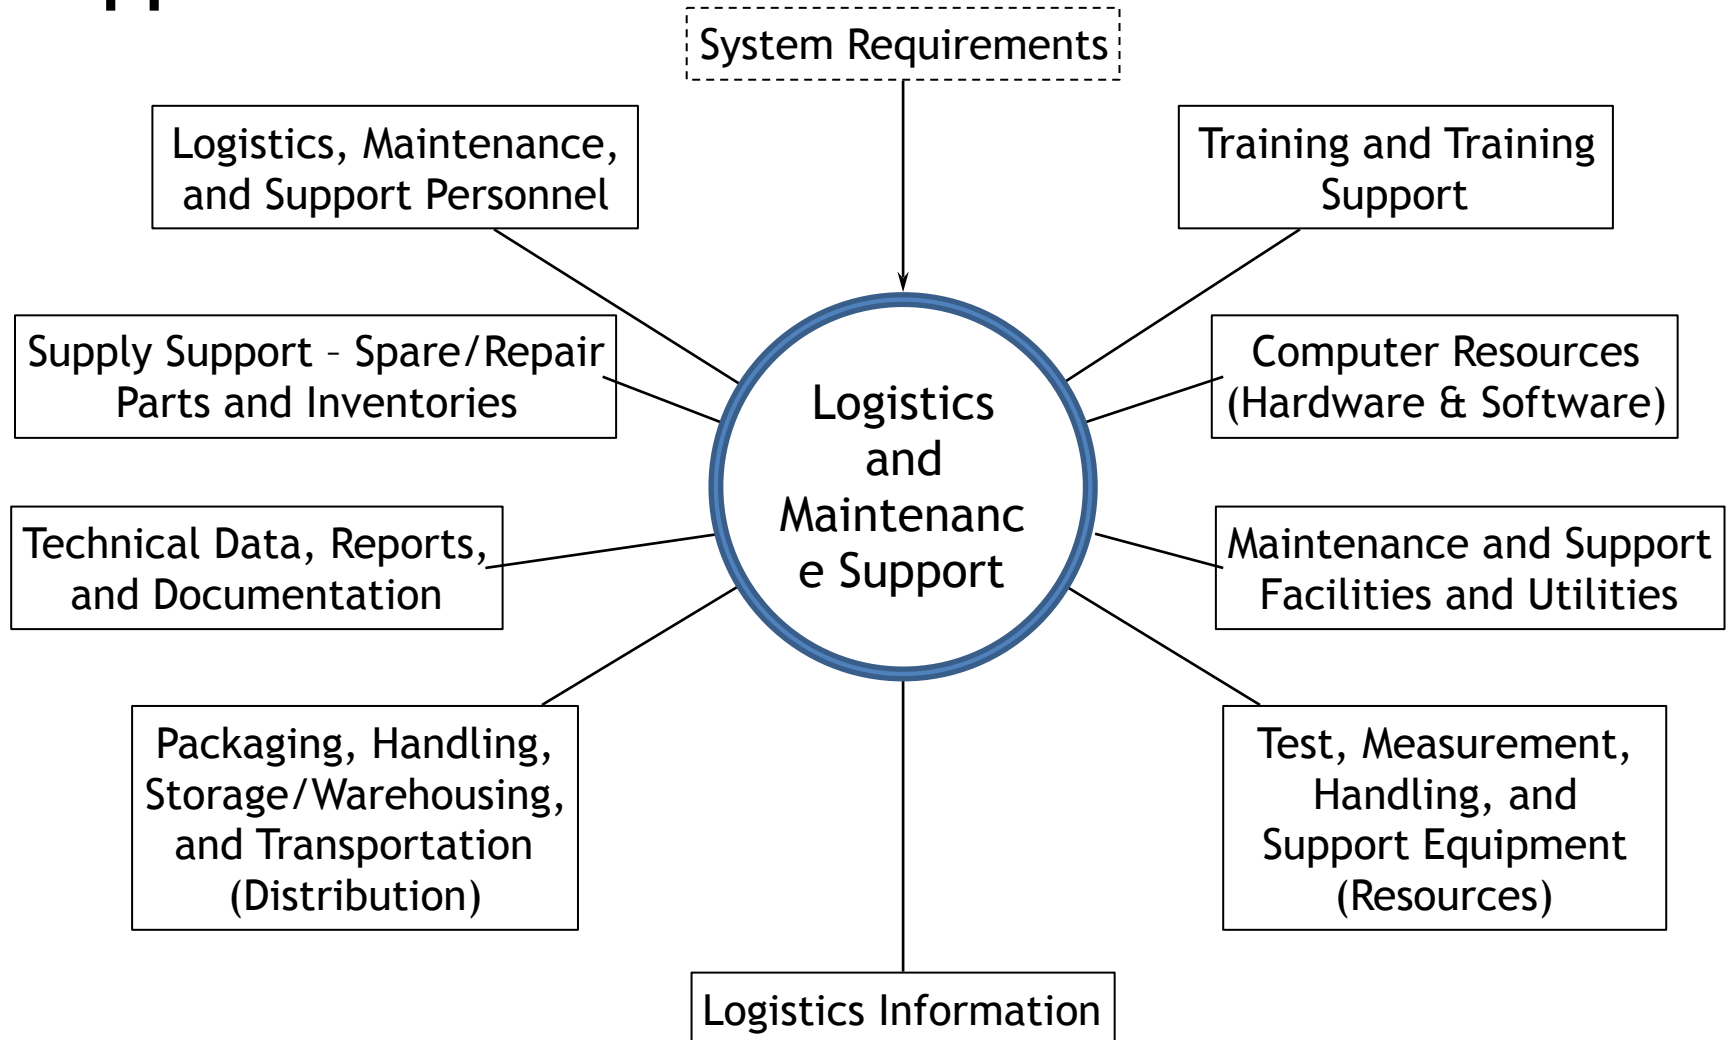 System Requirements
Logistics, Maintenance,
and Support Personnel
Training and Training
Support
Supply Support – Spare/Repair
Parts and Inventories
Computer Resources
(Hardware & Software)
Logistics
and
Maintenanc
e Support
Technical Data, Reports,
and Documentation
Maintenance and Support
Facilities and Utilities
Packaging, Handling,
Storage/Warehousing,
and Transportation
(Distribution)
Test, Measurement,
Handling, and
Support Equipment
(Resources)
Logistics Information